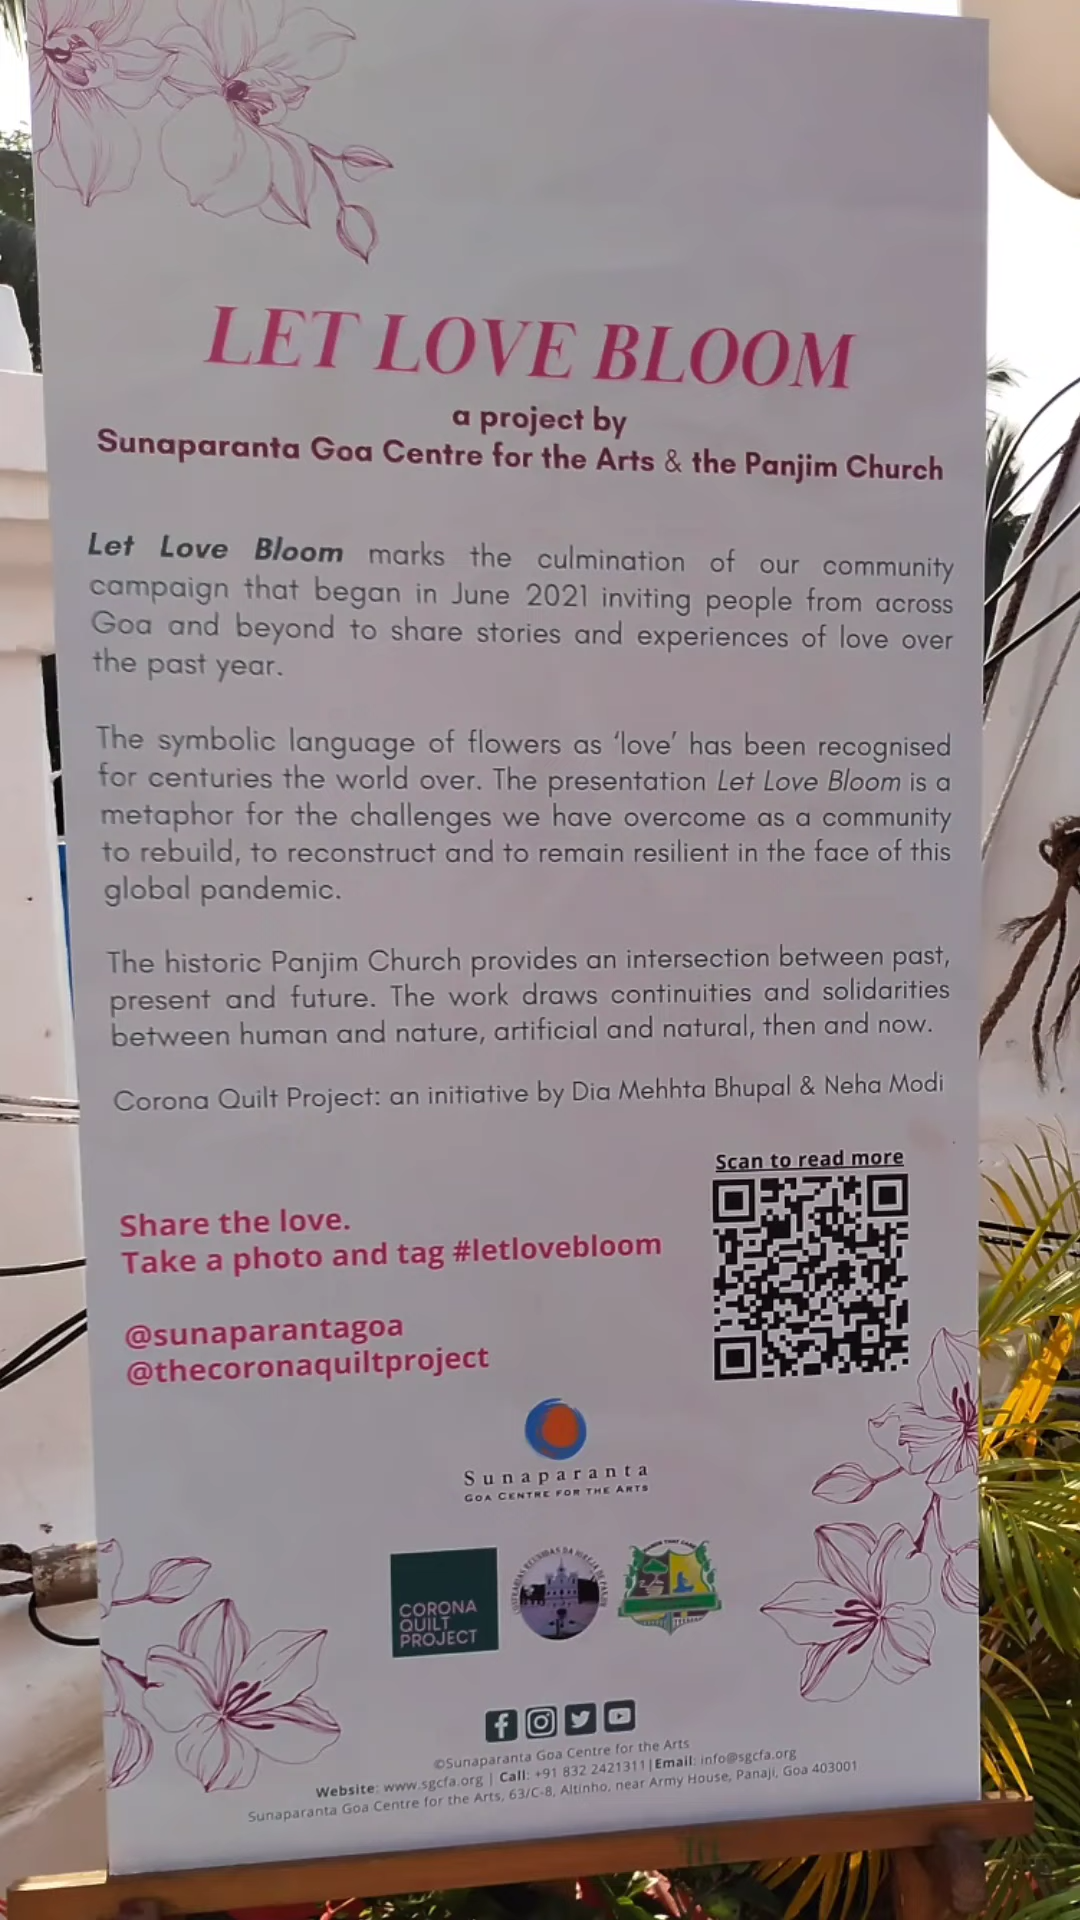 LET LOVE BLOOM
a project by
Sunaparanta Goa Centre for the Arts & the Panjim Church
Let Love Bloom marks the culmination of our community
campaign that began in June 2021 inviting people from across
Goa and beyond to share stories and experiences of love over
the past year.
The symbolic language of flowers as ‘love’ has been recognised
for centuries the world over. The presentation Let Love Bloom is a
metaphor for the challenges we have overcome as a community
to rebuild, to reconstruct and to remain resilient in the face of this
global pandemic.
The historic Panjim Church provides an intersection between past,
present and future. The work draws continuities and solidarities
between human and nature, artificial and natural, then and now.
Corona Quilt Project: an initiative by Dia Mehhta Bhupal & Neha Modi
Scan to read more
Share the love.
Take a photo and tag #letlovebloom
@sunaparantagoa
@thecoronaquiltproject
Sunaparanta
GOA CENTRE FOR THE ARTS
CORONA
QUILT
PROJECT
©Sunaparanta Goa Centre for the Arts
Website: www.sgcfa.org | Call: +91 832 2421311|Email: info@sgcfa.org
Sunaparanta Goa Centre for the Arts, 63/C-8, Altinho, near Army House, Panaji, Goa 403001